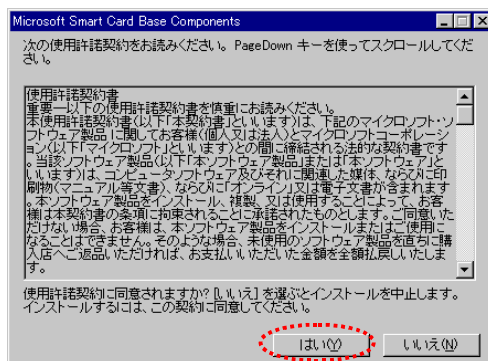 Microsoft Smart Card Base Components
次の使用許諾契約をお読みください。PageDown キーを使ってスクロールしてくだ
さい。
使用許諾契約書
重要－以下の使用許諾契約書を慎重にお読みください。
本使用許諾契約書(以下｢本契約書｣といいます)は、下記のマイクロソフト･ソ
フトウェア製品 に関してお客様(個人又は法人)とマイクロソフトコーポレーシ
ョン(以下｢マイクロソフト｣といいます)との間に締結される法的な契約書です
。当該ソフトウェア製品(以下｢本ソフトウェア製品｣または｢本ソフトウェア｣と
いいます)は、コンピュータソフトウェア及びそれに関連した媒体、ならびに印
刷物(マニュアル等文書)、ならびに｢オンライン｣又は電子文書が含まれます
。本ソフトウェア製品をインストール、複製、又は使用することによって、お客
様は本契約書の条項に拘束されることに承諾されたものとします。ご同意いた
だけない場合、お客様は、本ソフトウェア製品をインストールまたはご使用に
なることはできません。そのような場合、未使用のソフトウェア製品を直ちに購
入店へご返品いただければ、お支払いいただいた金額を全額払戻しいたしま
す。
使用許諾契約に同意されますか? [いいえ] を選ぶとインストールを中止します。
インストールするには、この契約に同意してください。
はい(Y) いいえ(N)